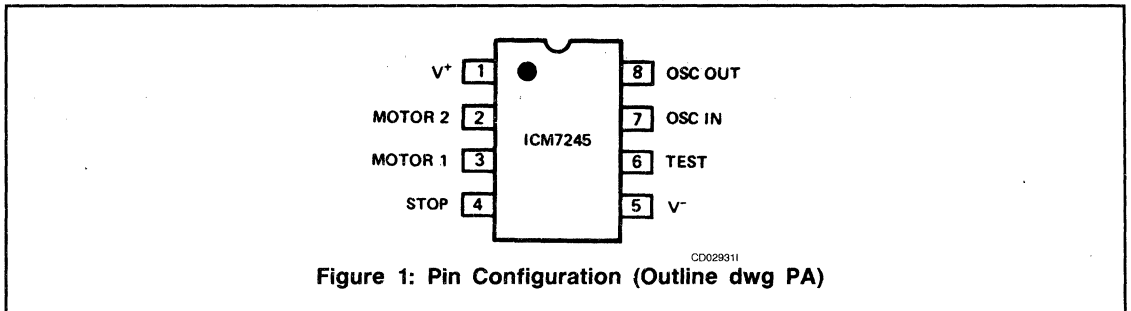 V+ 1 8 OSC OUT
MOTOR 2 2 7 OSC IN
ICM7245
MOTOR 1 3 6 TEST
STOP 4 5 V-
CD02931I
Figure 1: Pin Configuration (Outline dwg PA)